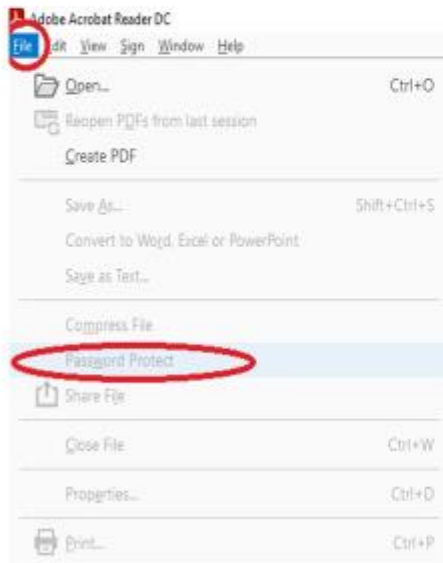 Adobe Acrobat Reader DC
File Edit View Sign Window Help
Open... Ctrl+O
Reopen PDFs from last session
Create PDF
Save As... Shift+Ctrl+S
Convert to Word, Excel or PowerPoint
Save as Text...
Compress File
Password Protect
Share File
Close File Ctrl+W
Properties... Ctrl+D
Print... Ctrl+P